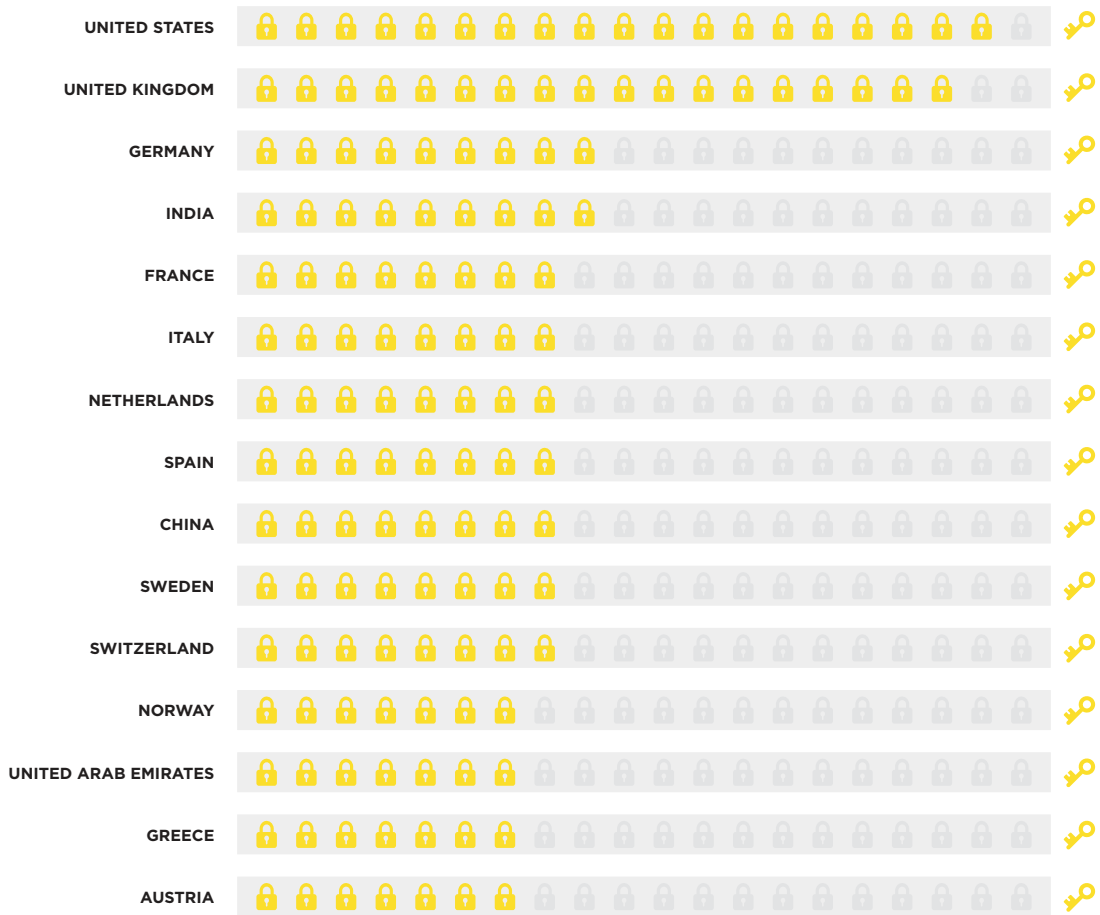 UNITED STATES
UNITED KINGDOM
GERMANY
INDIA
FRANCE
ITALY
NETHERLANDS
SPAIN
CHINA
SWEDEN
SWITZERLAND
NORWAY
UNITED ARAB EMIRATES
GREECE
AUSTRIA